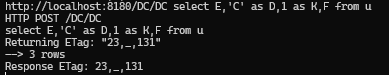 http://localhost:8180/DC/DC select E,'C' as D,1 as K,F from u
HTTP POST /DC/DC
select E,'C' as D,1 as K,F from u
Returning ETag: "23,_,131"
--> 3 rows
Response ETag: 23,_,131